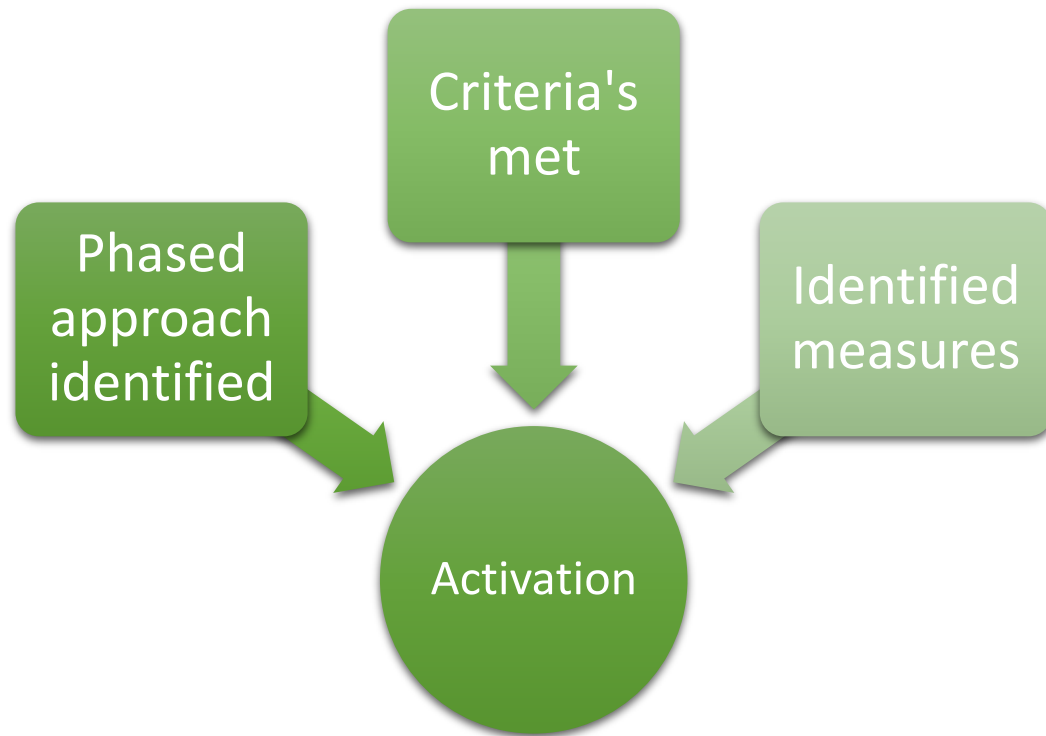 Criteria's
met
Phased
approach
identified
Identified
measures
Activation